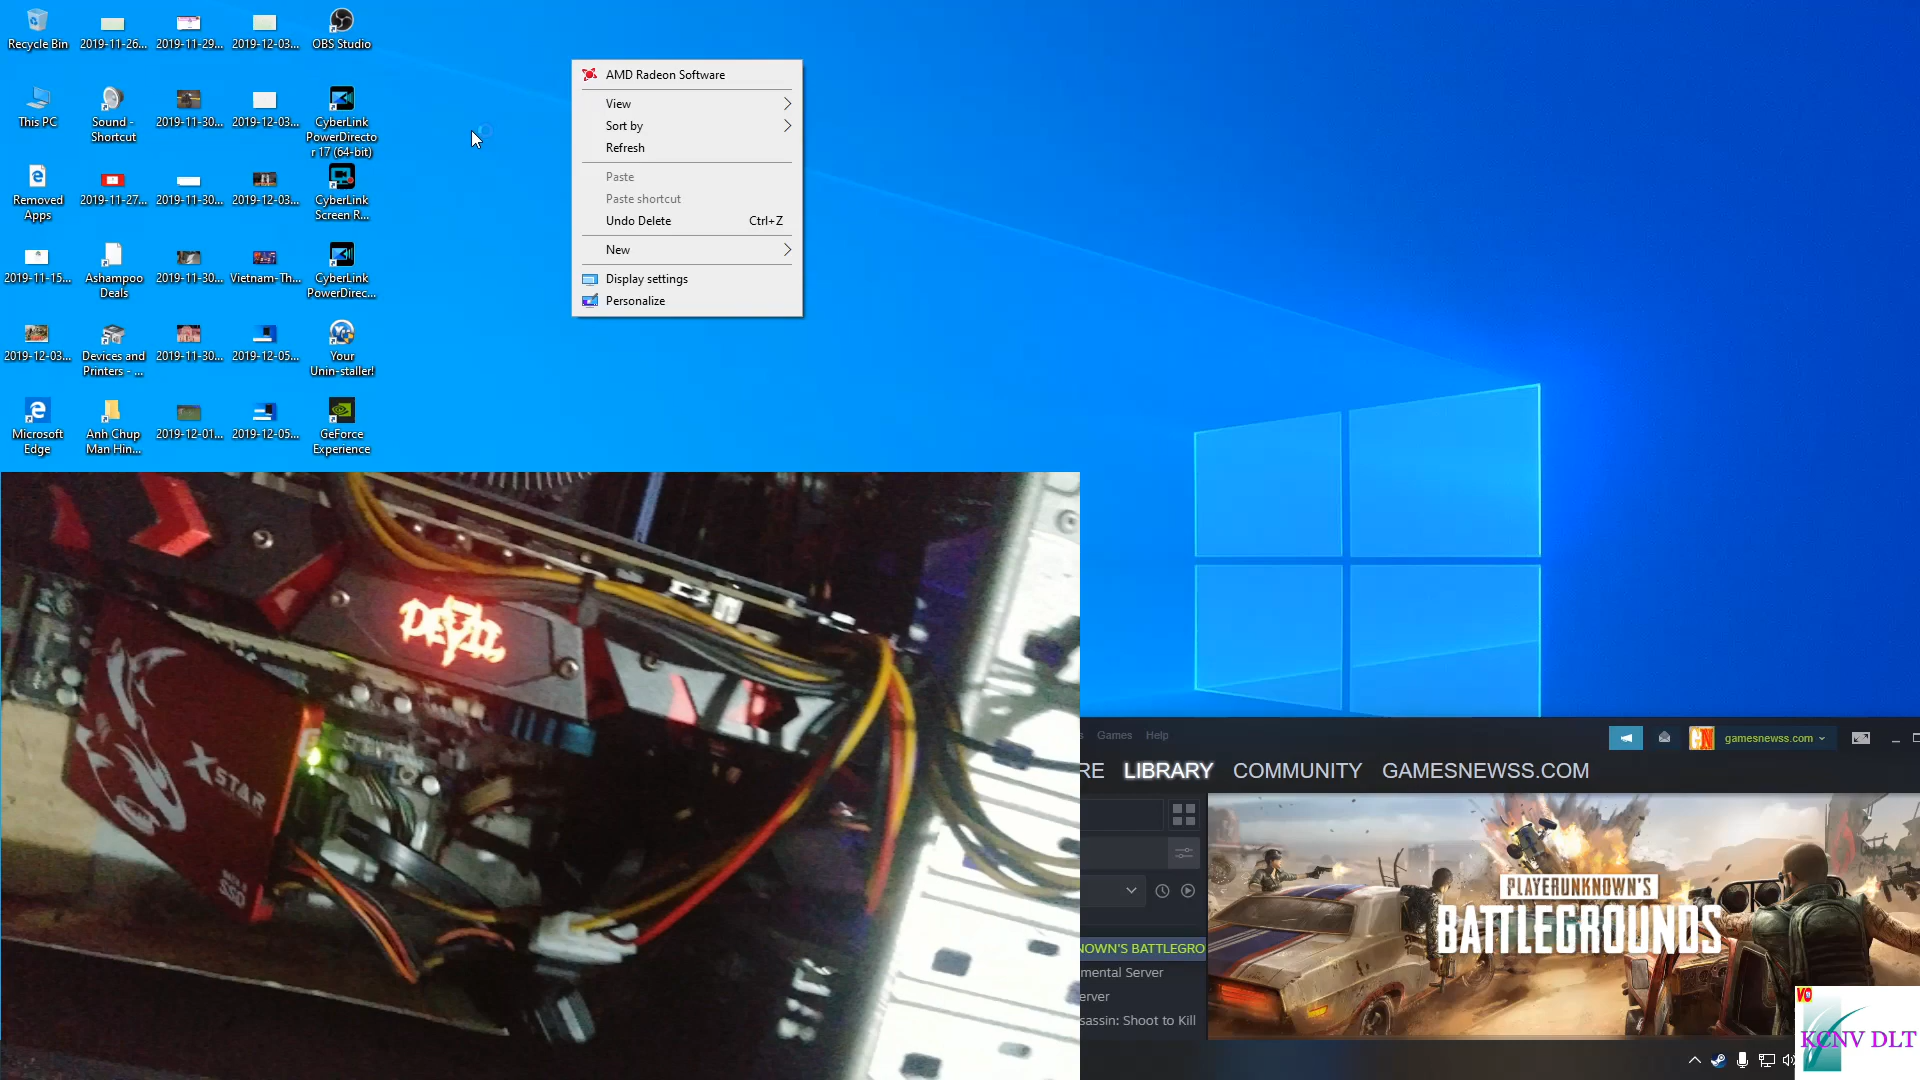 Recycle Bin
2019-11-26...
2019-11-29...
2019-12-03...
OBS Studio
This PC
Sound -
Shortcut
2019-11-30...
2019-12-03...
CyberLink
PowerDirecto
r 17 (64-bit)
Removed
Apps
2019-11-27...
2019-11-30...
2019-12-03...
CyberLink
Screen R...
2019-11-15...
Ashampoo
Deals
2019-11-30...
Vietnam-Th...
CyberLink
PowerDirec...
2019-12-03...
Devices and
Printers - ...
2019-11-30...
2019-12-05...
Your
Unin-staller!
Microsoft
Edge
Anh Chup
Man Hin...
2019-12-01...
2019-12-05...
GeForce
Experience
AMD Radeon Software
View
Sort by
Refresh
Paste
Paste shortcut
Undo Delete Ctrl+Z
New
Display settings
Personalize
DEVIL
XSTAR
SSD
s Games Help
gamesnewss.com
RE LIBRARY COMMUNITY GAMESNEWSS.COM
NOWN'S BATTLEGRO
mental Server
erver
sassin: Shoot to Kill
PLAYERUNKNOWN'S
BATTLEGROUNDS
VO
KCNV DLT